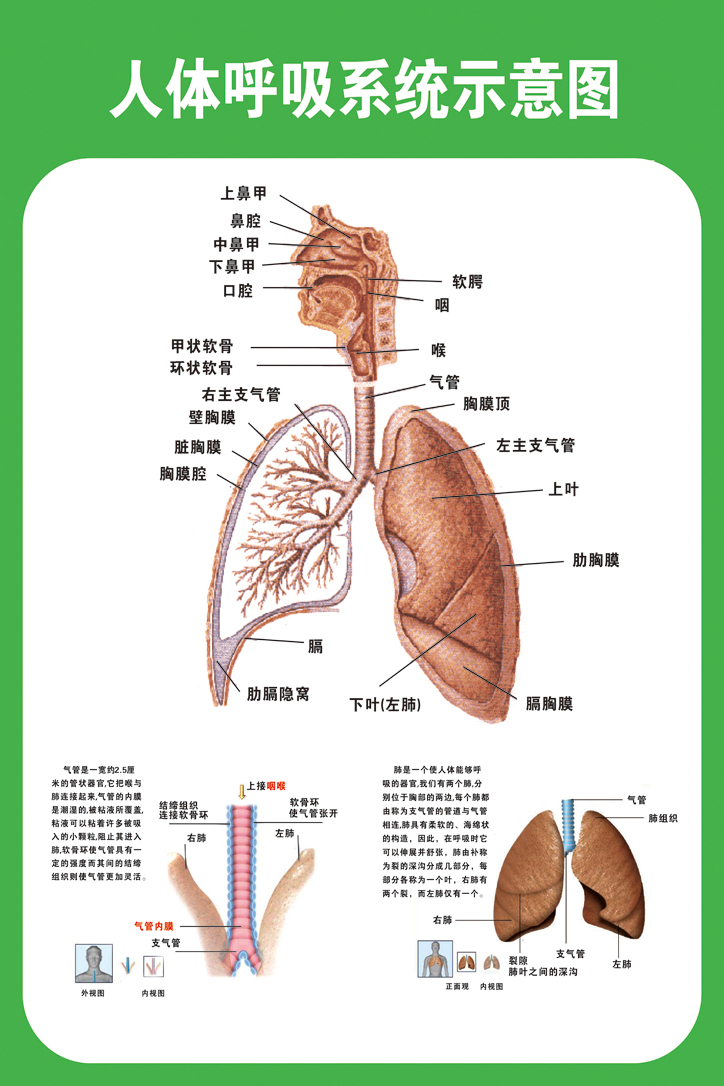 人体呼吸系统示意图
上鼻甲
鼻腔
中鼻甲
下鼻甲
口腔
软腭
咽
甲状软骨
环状软骨
喉
气管
右主支气管
胸膜顶
壁胸膜
脏胸膜
左主支气管
胸膜腔
上叶
肋胸膜
膈
肋膈隐窝
下叶(左肺)
膈胸膜
气管是一宽约2.5厘
米的管状器官,它把喉与
肺连接起来,气管的内膜
是潮湿的,被粘液所覆盖,
粘液可以粘着许多被吸
入的小颗粒,阻止其进入
肺,软骨环使气管具有一
定的强度而其间的结缔
组织则使气管更加灵活。
上接咽喉
结缔组织
连接软骨环
软骨环
使气管张开
右肺
左肺
气管内膜
支气管
外视图
内视图
肺是一个使人体能够呼
吸的器官,我们有两个肺,分
别位于胸部的两边,每个肺都
由称为支气管的管道与气管
相连,肺具有柔软的、海绵状
的构造，因此，在呼吸时它
可以伸展并舒张，肺由补称
为裂的深沟分成几部分，每
部分各称为一个叶，右肺有
两个裂，而左肺仅有一个。
气管
肺组织
右肺
裂隙
肺叶之间的深沟
支气管
左肺
正面观
内视图